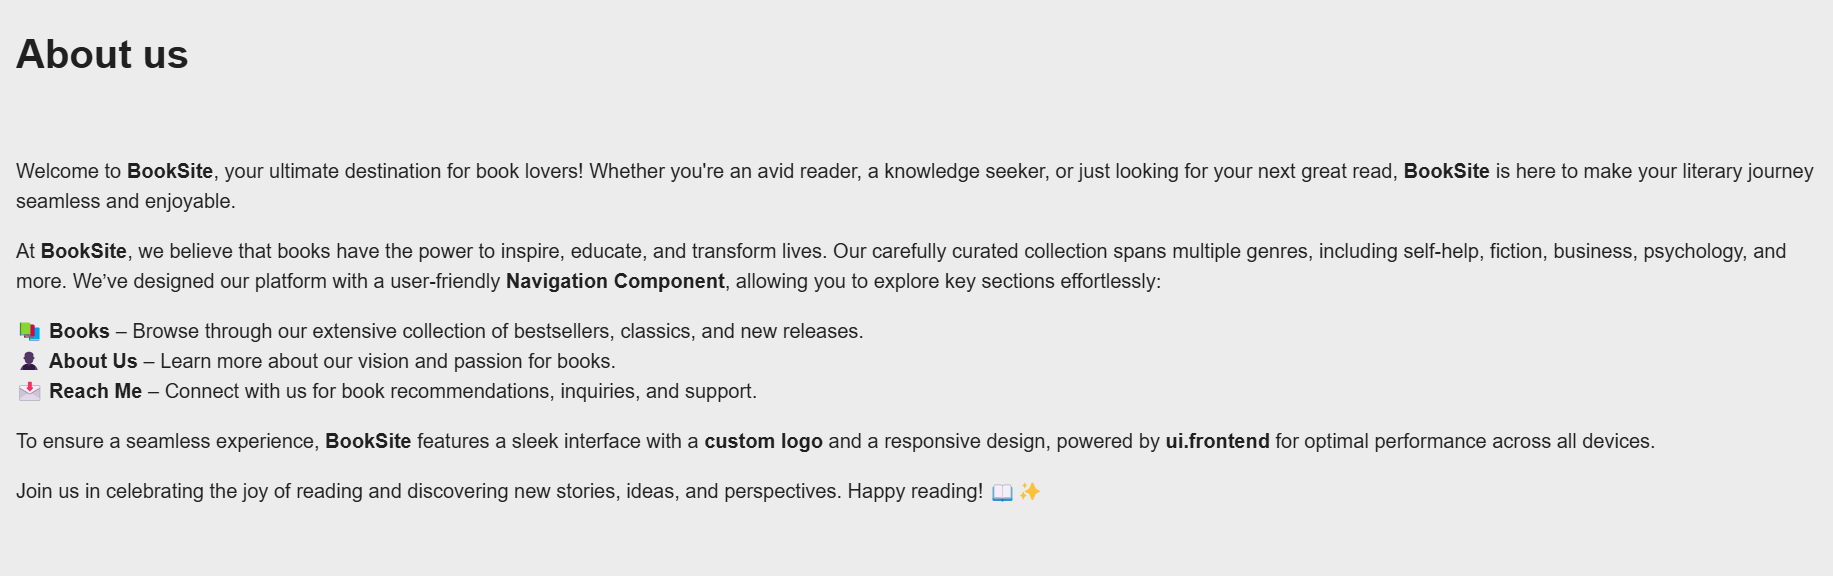 About us
Welcome to BookSite, your ultimate destination for book lovers! Whether you're an avid reader, a knowledge seeker, or just looking for your next great read, BookSite is here to make your literary journey
seamless and enjoyable.
At BookSite, we believe that books have the power to inspire, educate, and transform lives. Our carefully curated collection spans multiple genres, including self-help, fiction, business, psychology, and
more. We’ve designed our platform with a user-friendly Navigation Component, allowing you to explore key sections effortlessly:
📚 Books – Browse through our extensive collection of bestsellers, classics, and new releases.
👤 About Us – Learn more about our vision and passion for books.
📩 Reach Me – Connect with us for book recommendations, inquiries, and support.
To ensure a seamless experience, BookSite features a sleek interface with a custom logo and a responsive design, powered by ui.frontend for optimal performance across all devices.
Join us in celebrating the joy of reading and discovering new stories, ideas, and perspectives. Happy reading! 📖✨